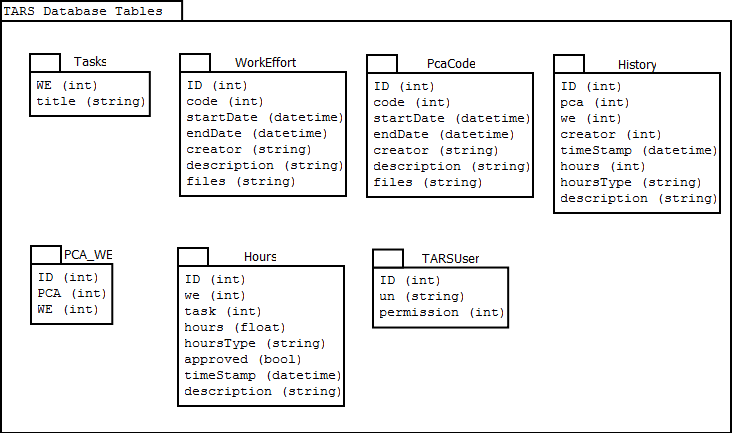 TARS Database Tables
Tasks
WE (int)
title (string)
WorkEffort
ID (int)
code (int)
startDate (datetime)
endDate (datetime)
creator (string)
description (string)
files (string)
PcaCode
ID (int)
code (int)
startDate (datetime)
endDate (datetime)
creator (string)
description (string)
files (string)
History
ID (int)
pca (int)
we (int)
creator (int)
timeStamp (datetime)
hours (int)
hoursType (string)
description (string)
PCA_WE
ID (int)
PCA (int)
WE (int)
Hours
ID (int)
we (int)
task (int)
hours (float)
hoursType (string)
approved (bool)
timeStamp (datetime)
description (string)
TARSUser
ID (int)
un (string)
permission (int)